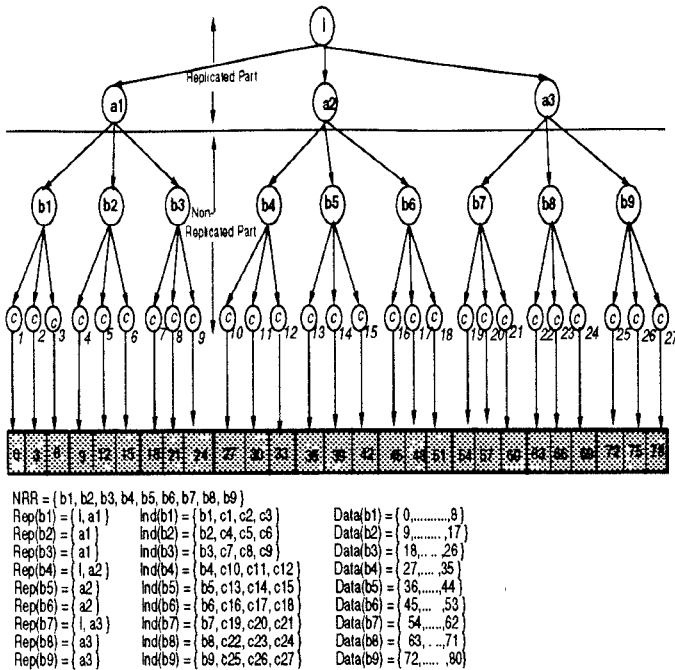 I
Replicated Part
a1 a2 a3
b1 b2 b3 Non- b4 b5 b6 b7 b8 b9
Replicated Part
c c c c c c c c c c c c c c c c c c c c c c c c c c c
1 2 3 4 5 6 7 8 9 10 11 12 13 14 15 16 17 18 19 20 21 22 23 24 25 26 27
0 3 6 9 12 15 18 21 24 27 30 33 36 39 42 45 48 51 54 57 60 63 66 69 72 75 78
NRR = { b1, b2, b3, b4, b5, b6, b7, b8, b9 }
Rep(b1) = { I, a1 } Ind(b1) = { b1, c1, c2, c3 } Data(b1) = { 0,..........,8 }
Rep(b2) = { a1 } Ind(b2) = { b2, c4, c5, c6 } Data(b2) = { 9,........ ,17 }
Rep(b3) = { a1 } Ind(b3) = { b3, c7, c8, c9 } Data(b3) = { 18,... .. ,26 }
Rep(b4) = { I, a2 } Ind(b4) = { b4, c10, c11, c12 } Data(b4) = { 27,.... ,35 }
Rep(b5) = { a2 } Ind(b5) = { b5, c13, c14, c15 } Data(b5) = { 36,....,44 }
Rep(b6) = { a2 } Ind(b6) = { b6, c16, c17, c18 } Data(b6) = { 45,... ,53 }
Rep(b7) = { I, a3 } Ind(b7) = { b7, c19, c20, c21 } Data(b7) = { 54,.....,62 }
Rep(b8) = { a3 } Ind(b8) = { b8, c22, c23, c24 } Data(b8) = { 63, . ..,71 }
Rep(b9) = { a3 } Ind(b9) = { b9, c25, c26, c27 } Data(b9) = { 72,..... ,80 }